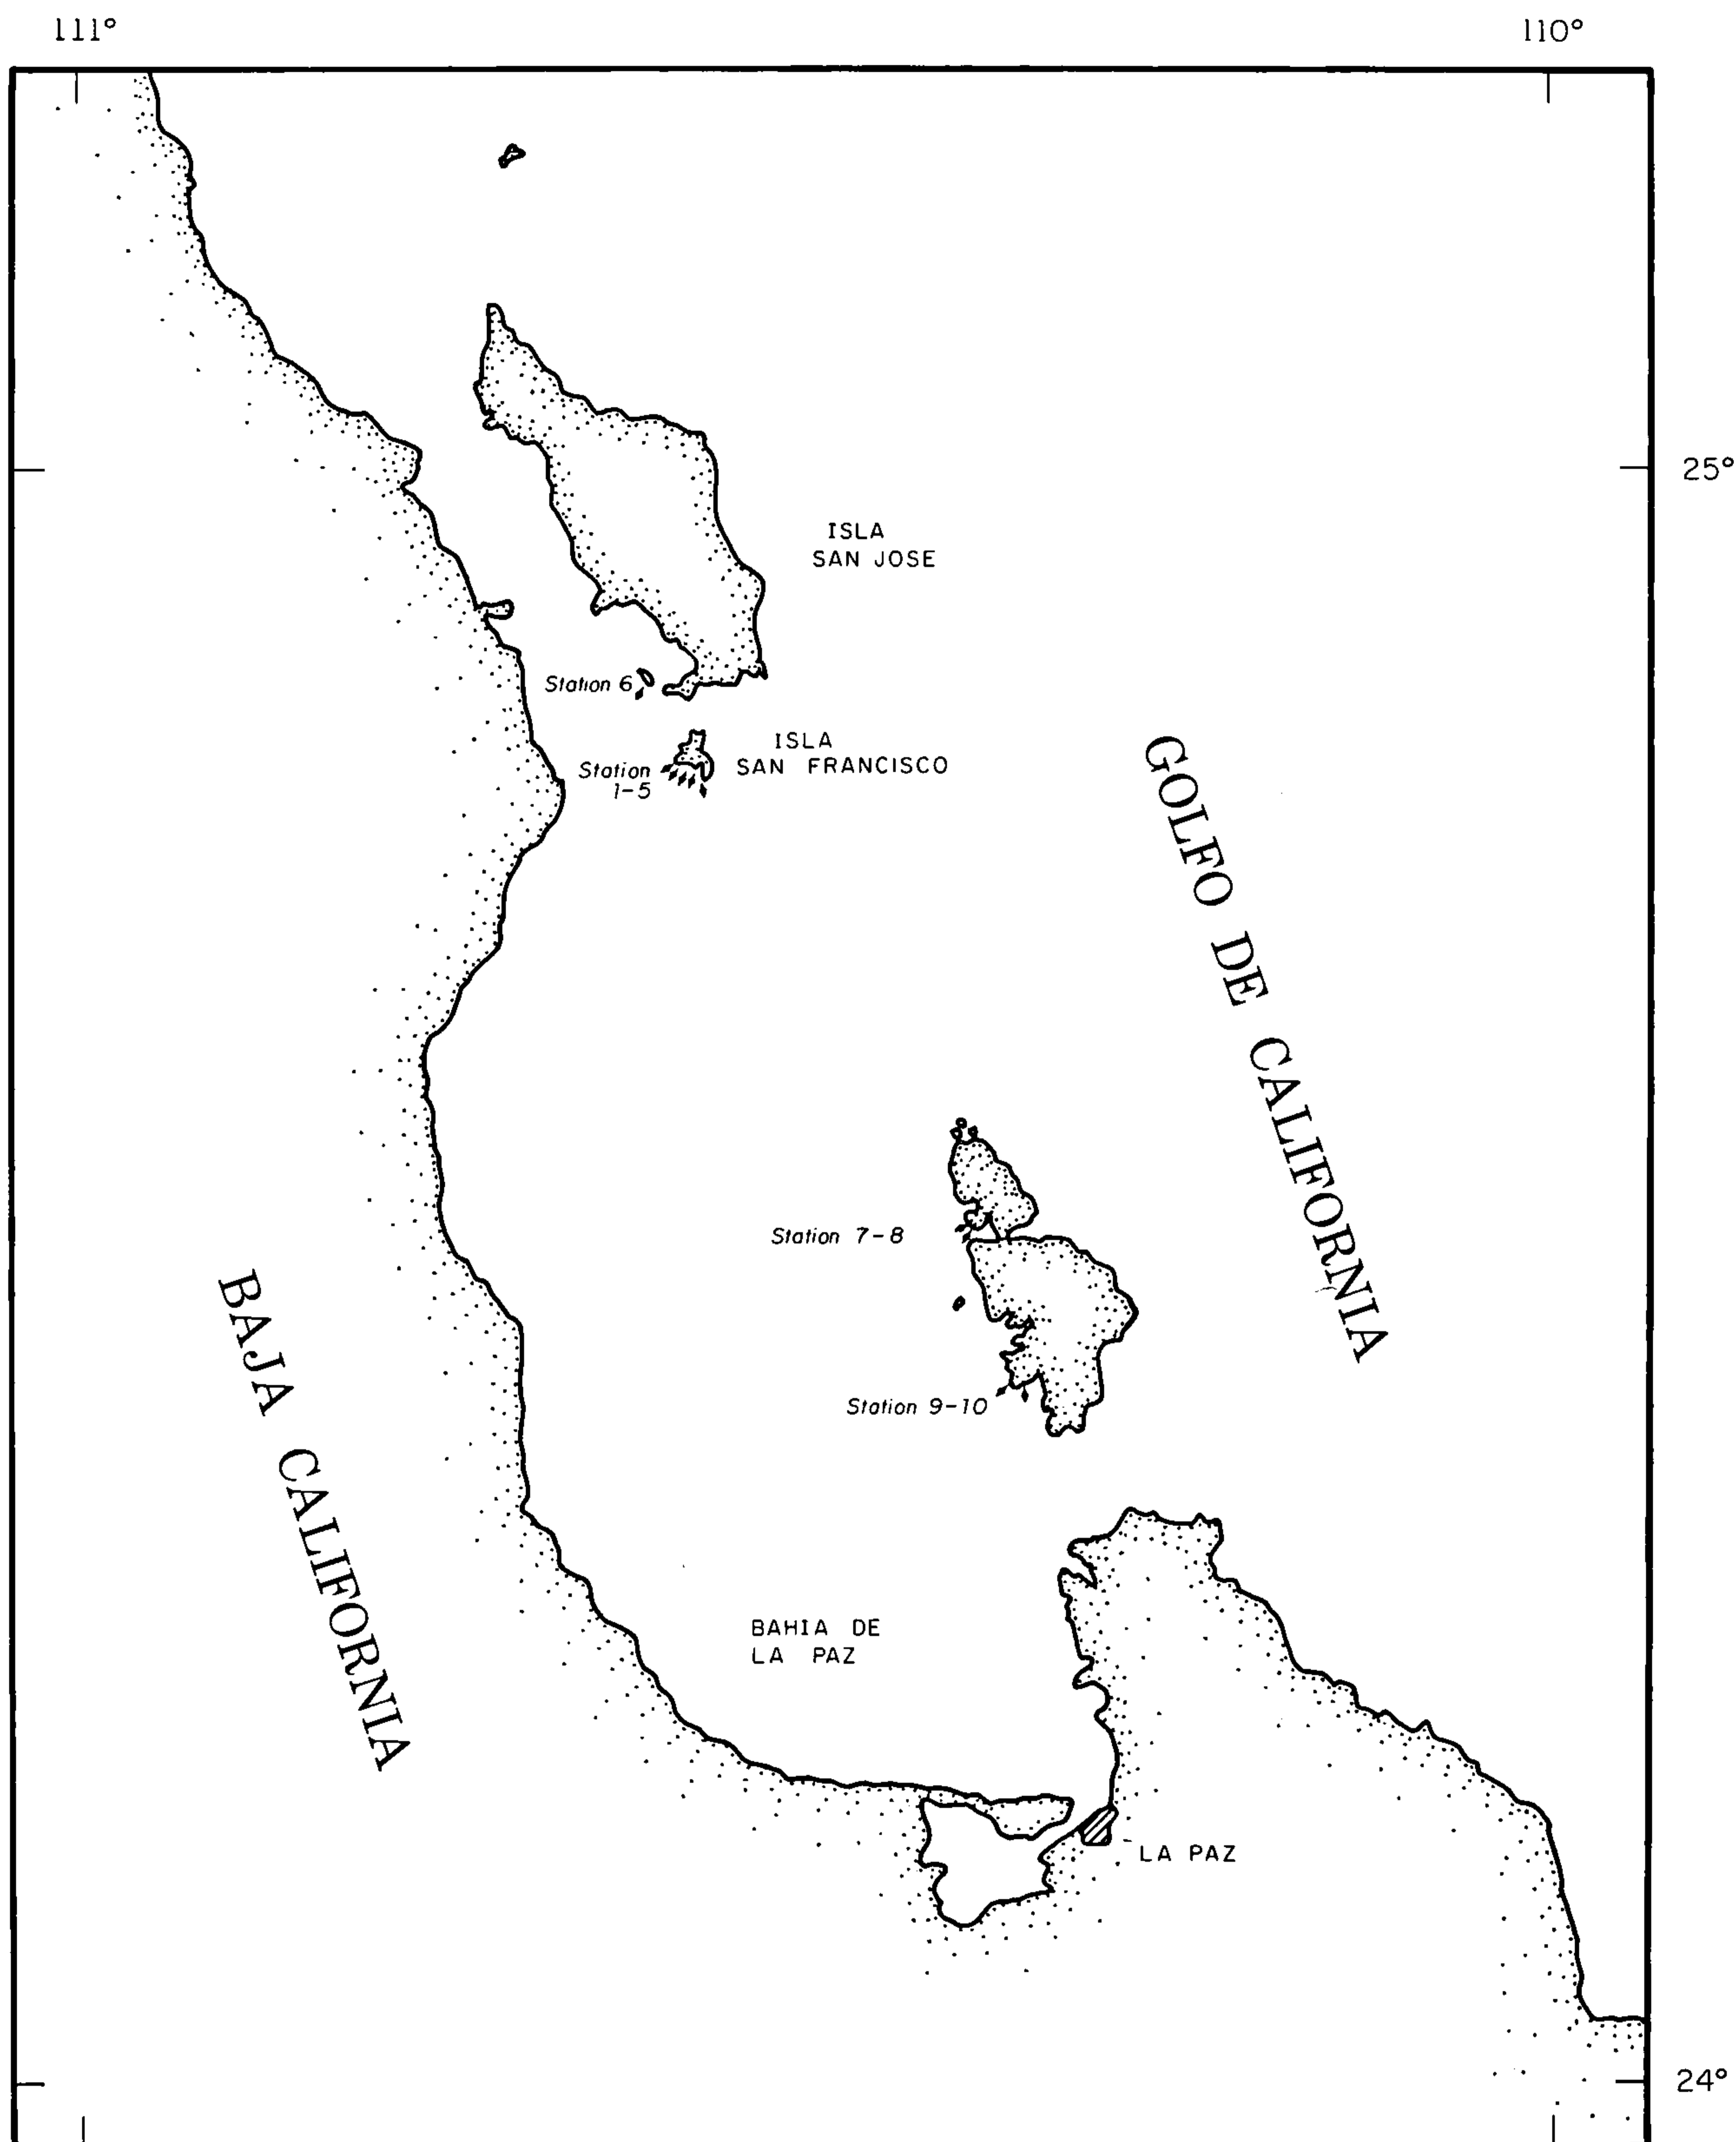 111°
110°
25°
ISLA
SAN JOSE
Station 6
ISLA
SAN FRANCISCO
Station
1-5
GOLFO DE CALIFORNIA
Station 7-8
BAJA CALIFORNIA
Station 9-10
BAHIA DE
LA PAZ
LA PAZ
24°